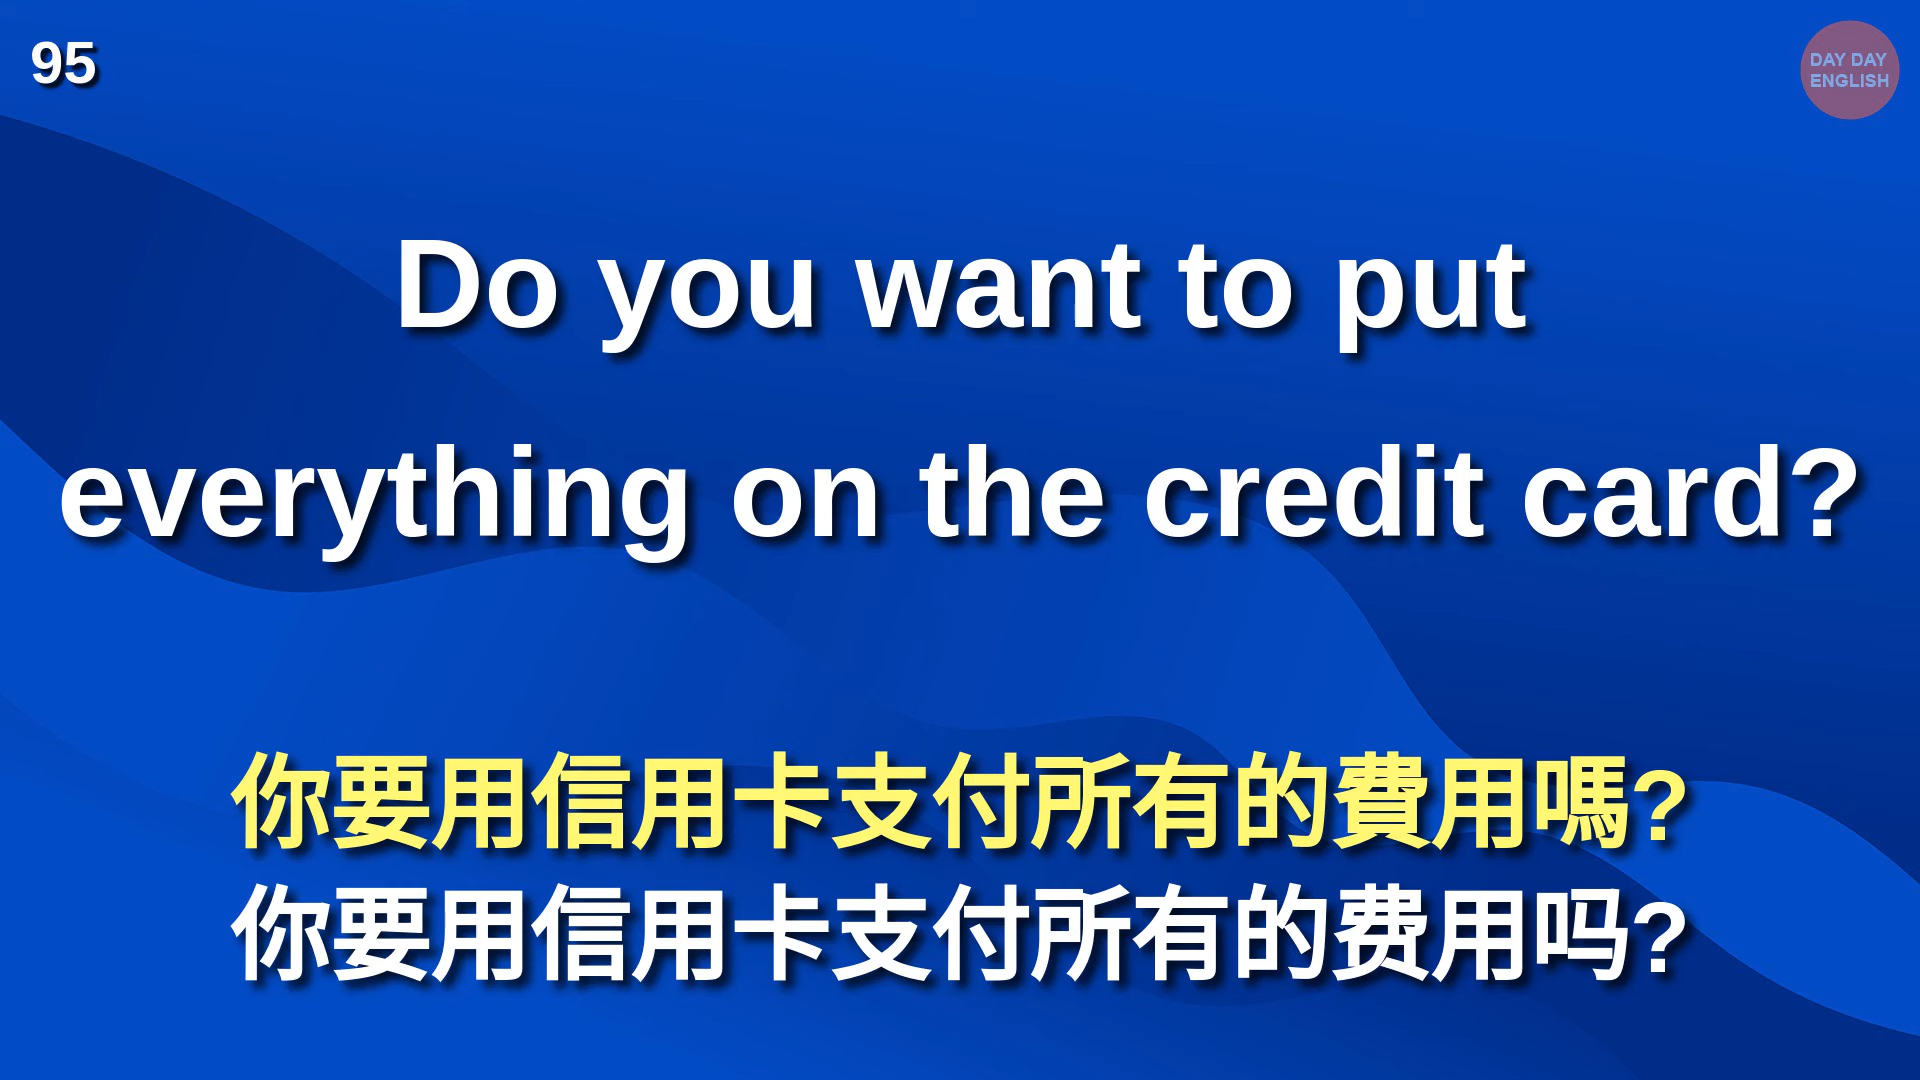 95
DAY DAY
ENGLISH
Do you want to put
everything on the credit card?
你要用信用卡支付所有的費用嗎?
你要用信用卡支付所有的费用吗?